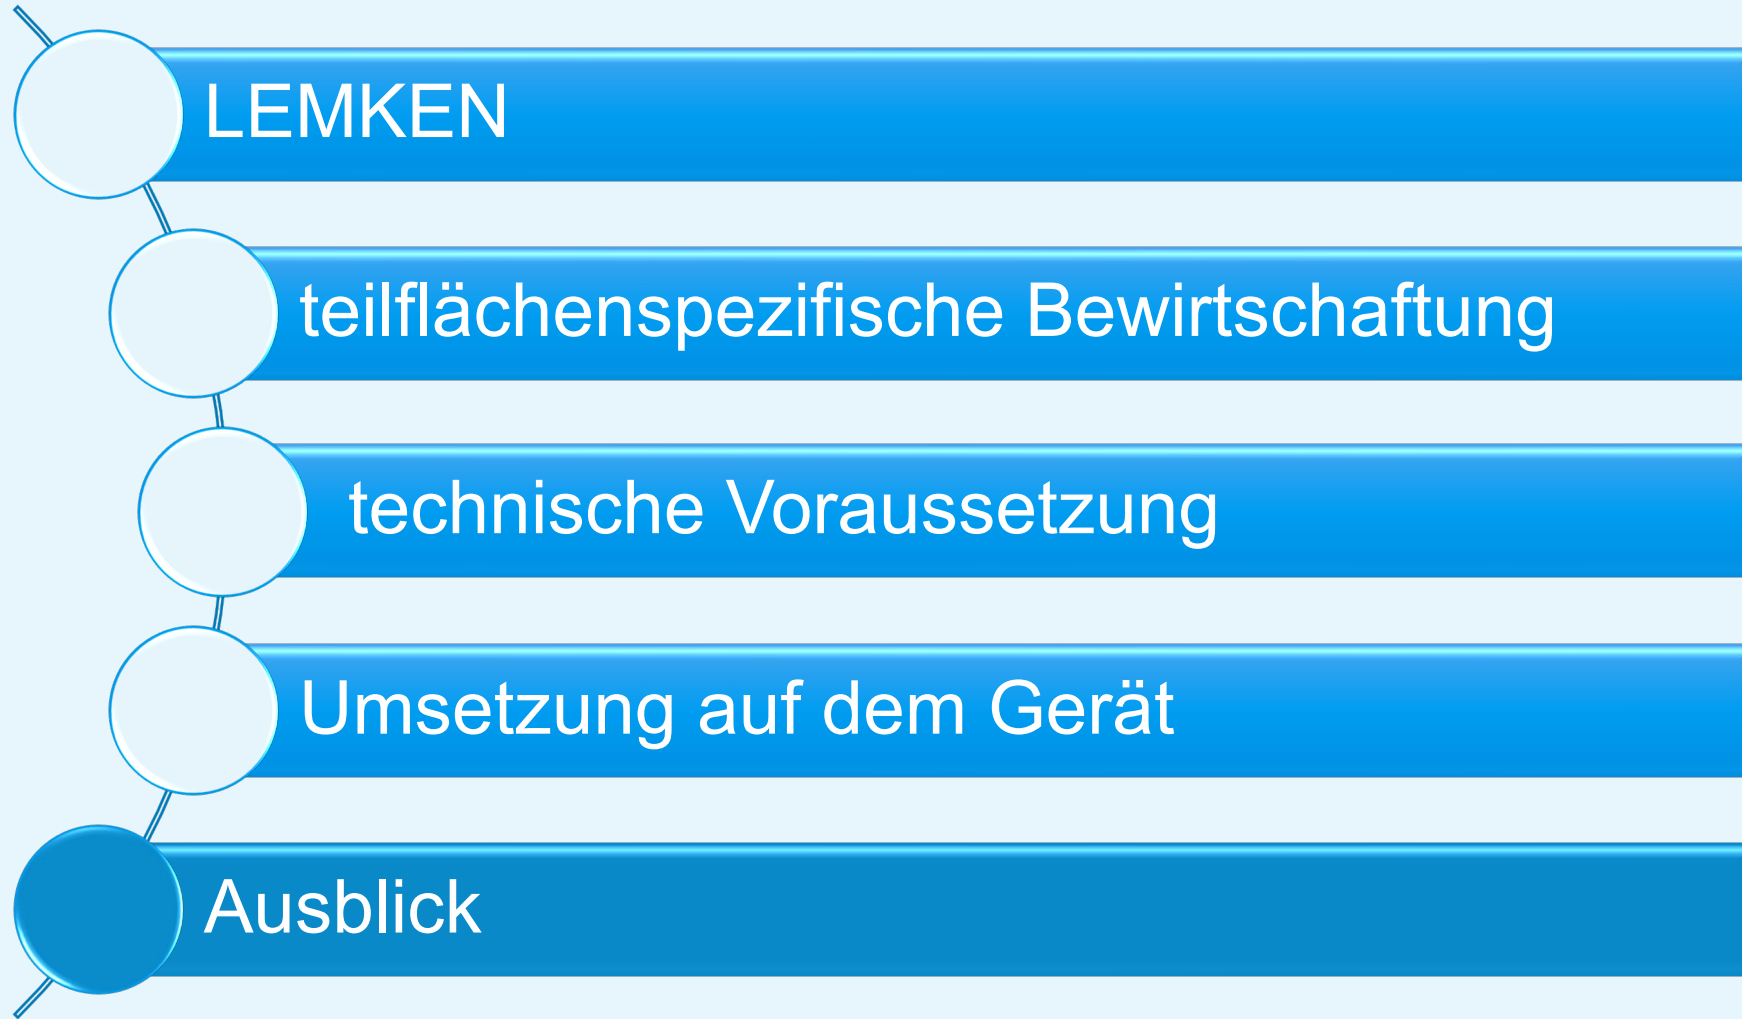 LEMKEN
teilflächenspezifische Bewirtschaftung
technische Voraussetzung
Umsetzung auf dem Gerät
Ausblick